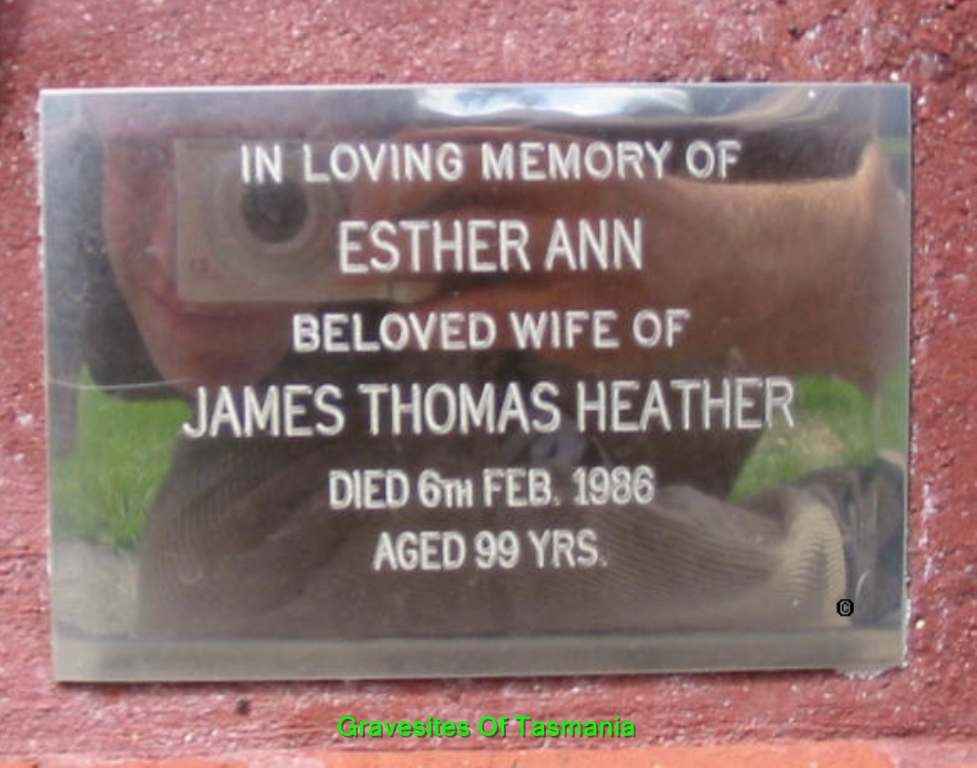 IN LOVING MEMORY OF
ESTHER ANN
BELOVED WIFE OF
JAMES THOMAS HEATHER
DIED 6TH FEB. 1986
AGED 99 YRS.
©
Gravesites Of Tasmania